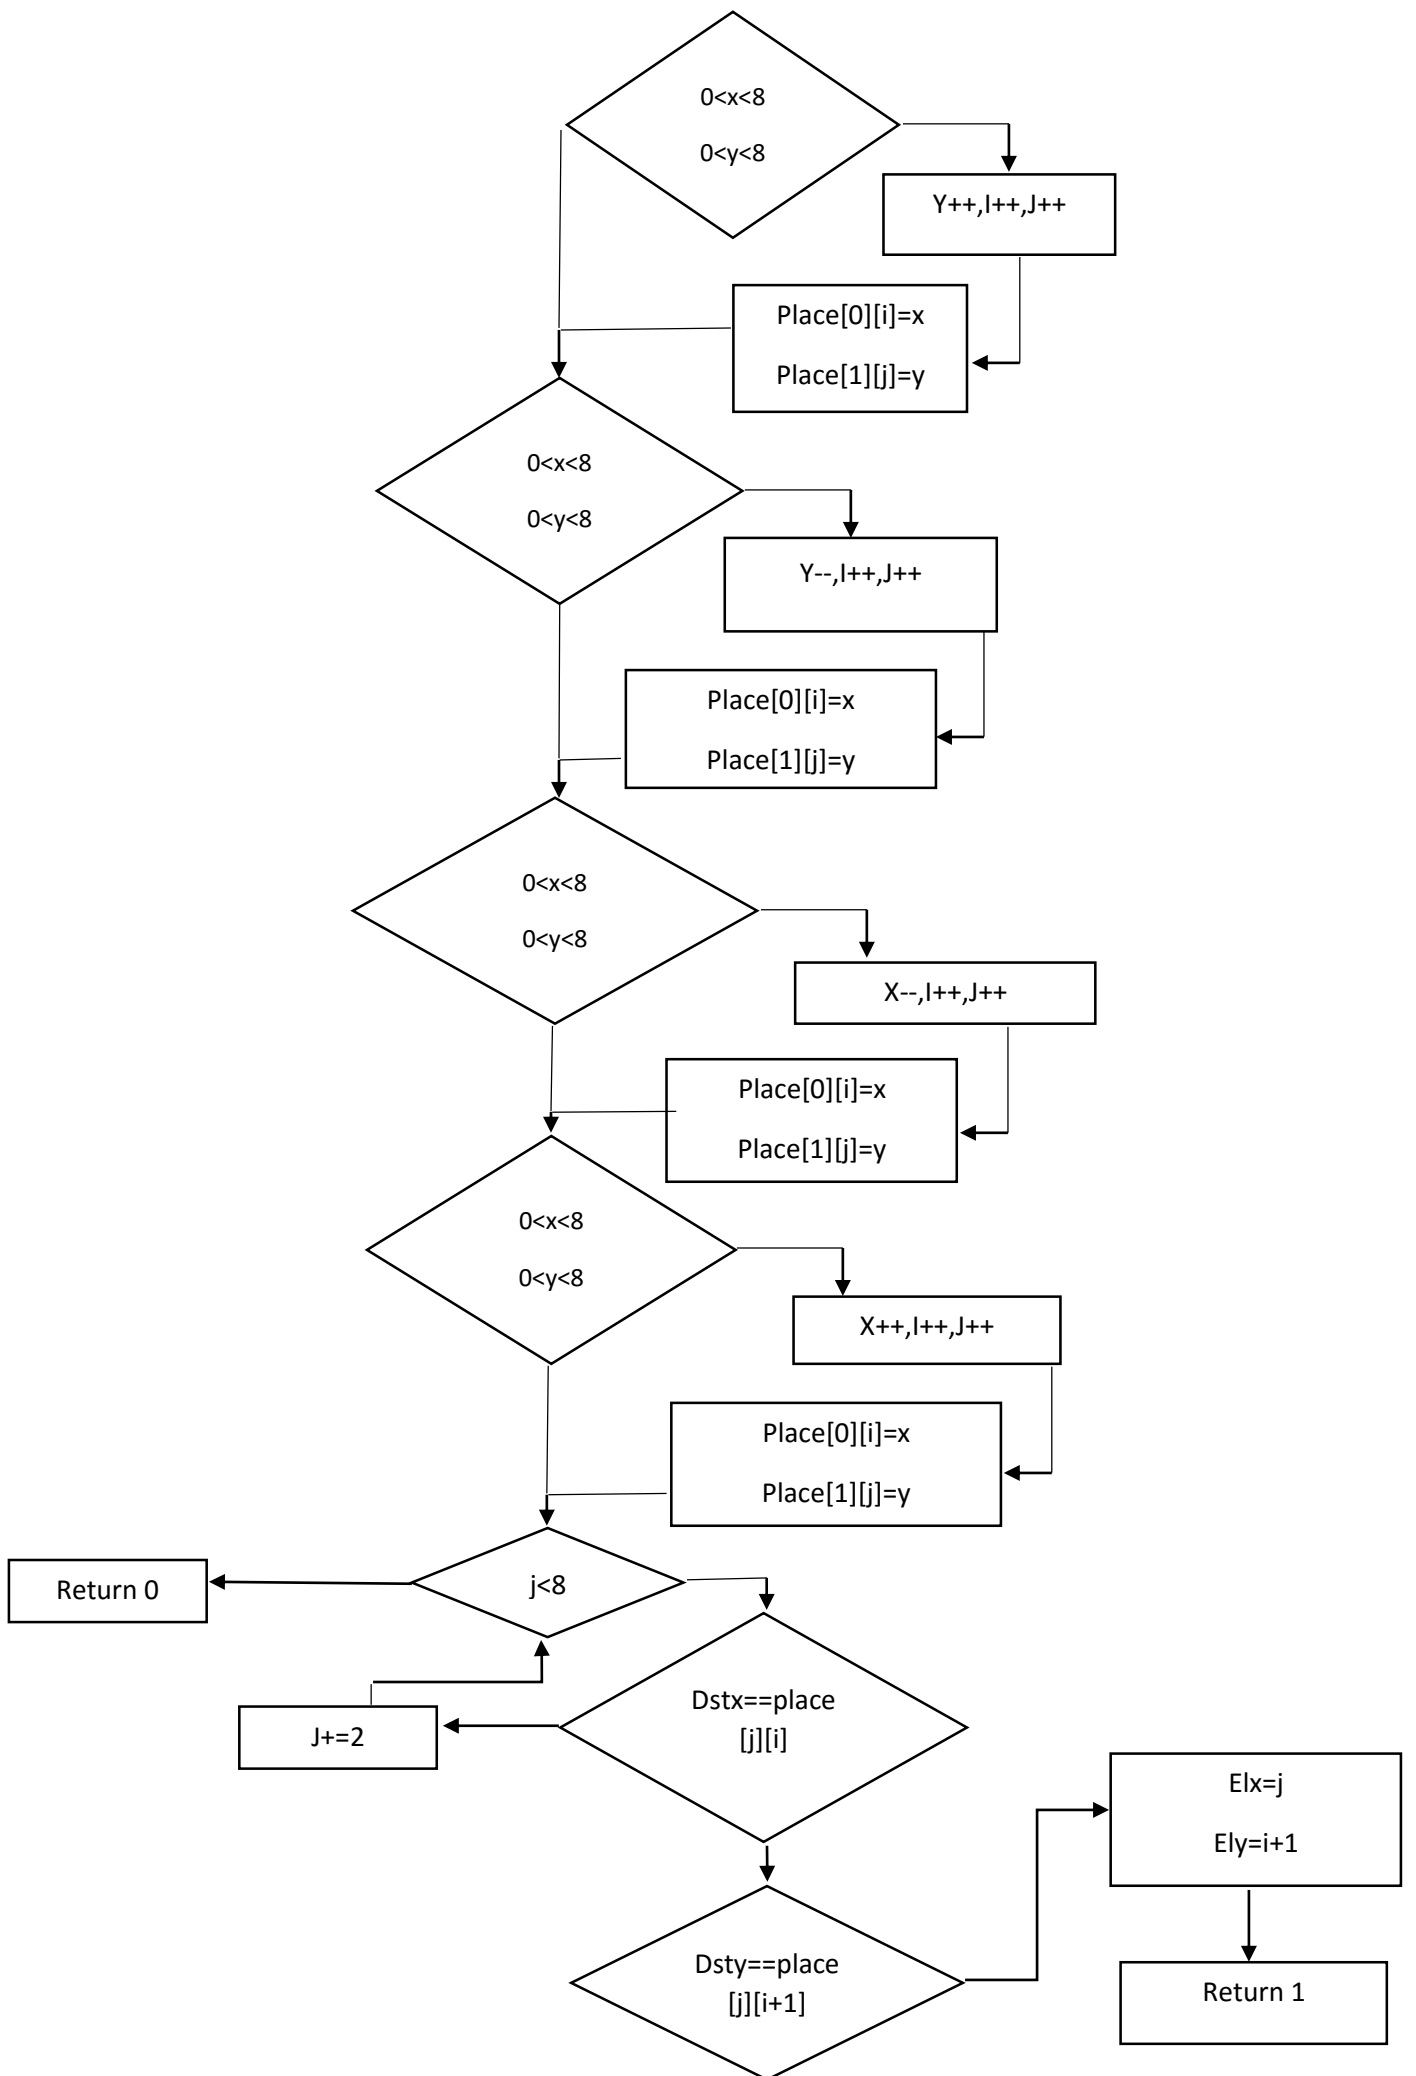 0<x<8
0<y<8
Y++,I++,J++
Place[0][i]=x
Place[1][j]=y
0<x<8
0<y<8
Y--,I++,J++
Place[0][i]=x
Place[1][j]=y
0<x<8
0<y<8
X--,I++,J++
Place[0][i]=x
Place[1][j]=y
0<x<8
0<y<8
X++,I++,J++
Place[0][i]=x
Place[1][j]=y
Return 0
j<8
Dstx==place
[j][i]
J+=2
Elx=j
Ely=i+1
Dsty==place
[j][i+1]
Return 1